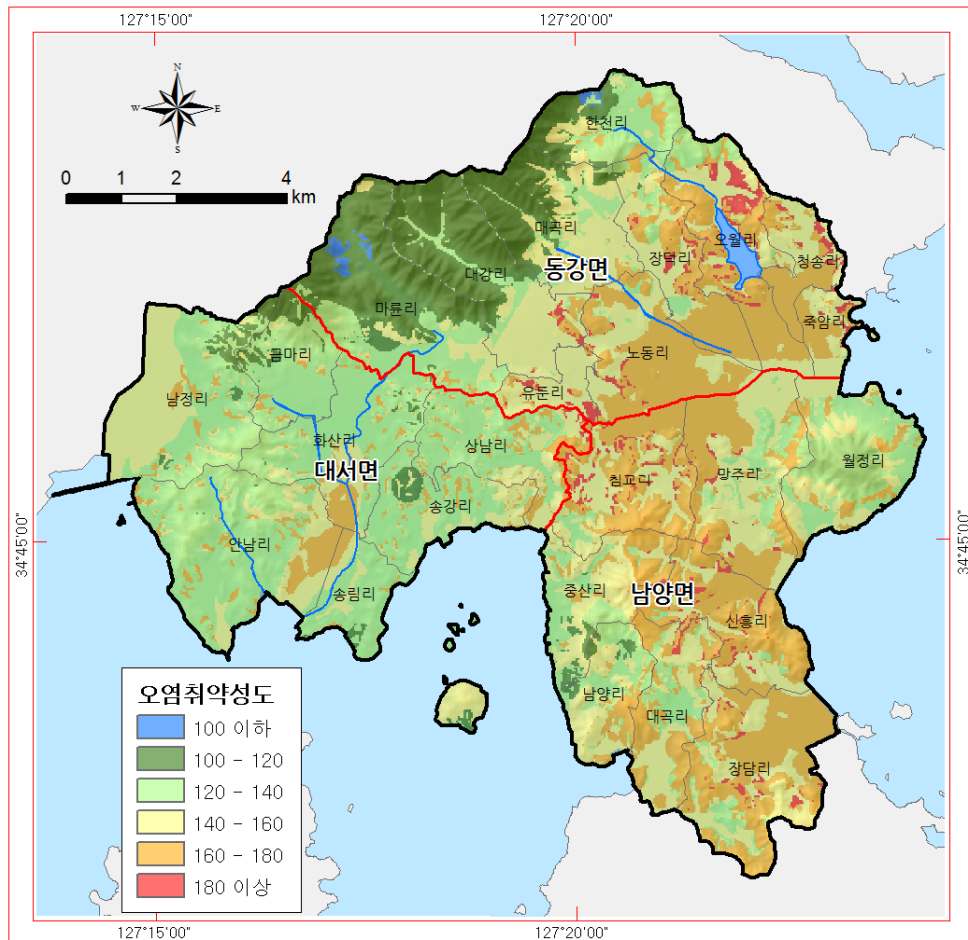 127°15'00"
127°20'00"
N
W
E
S
0
1
2
4
km
한천리
매곡리
오월리
장덕리
대강리
동강면
청송리
마륜리
죽암리
금마리
노동리
유둔리
남정리
화산리
상남리
월정리
대서면
침교리
망주리
송강리
34°45'00"
34°45'00"
안남리
송림리
중산리
남양면
신흥리
남양리
대곡리
장담리
오염취약성도
100 이하
100 - 120
120 - 140
140 - 160
160 - 180
180 이상
127°15'00"
127°20'00"